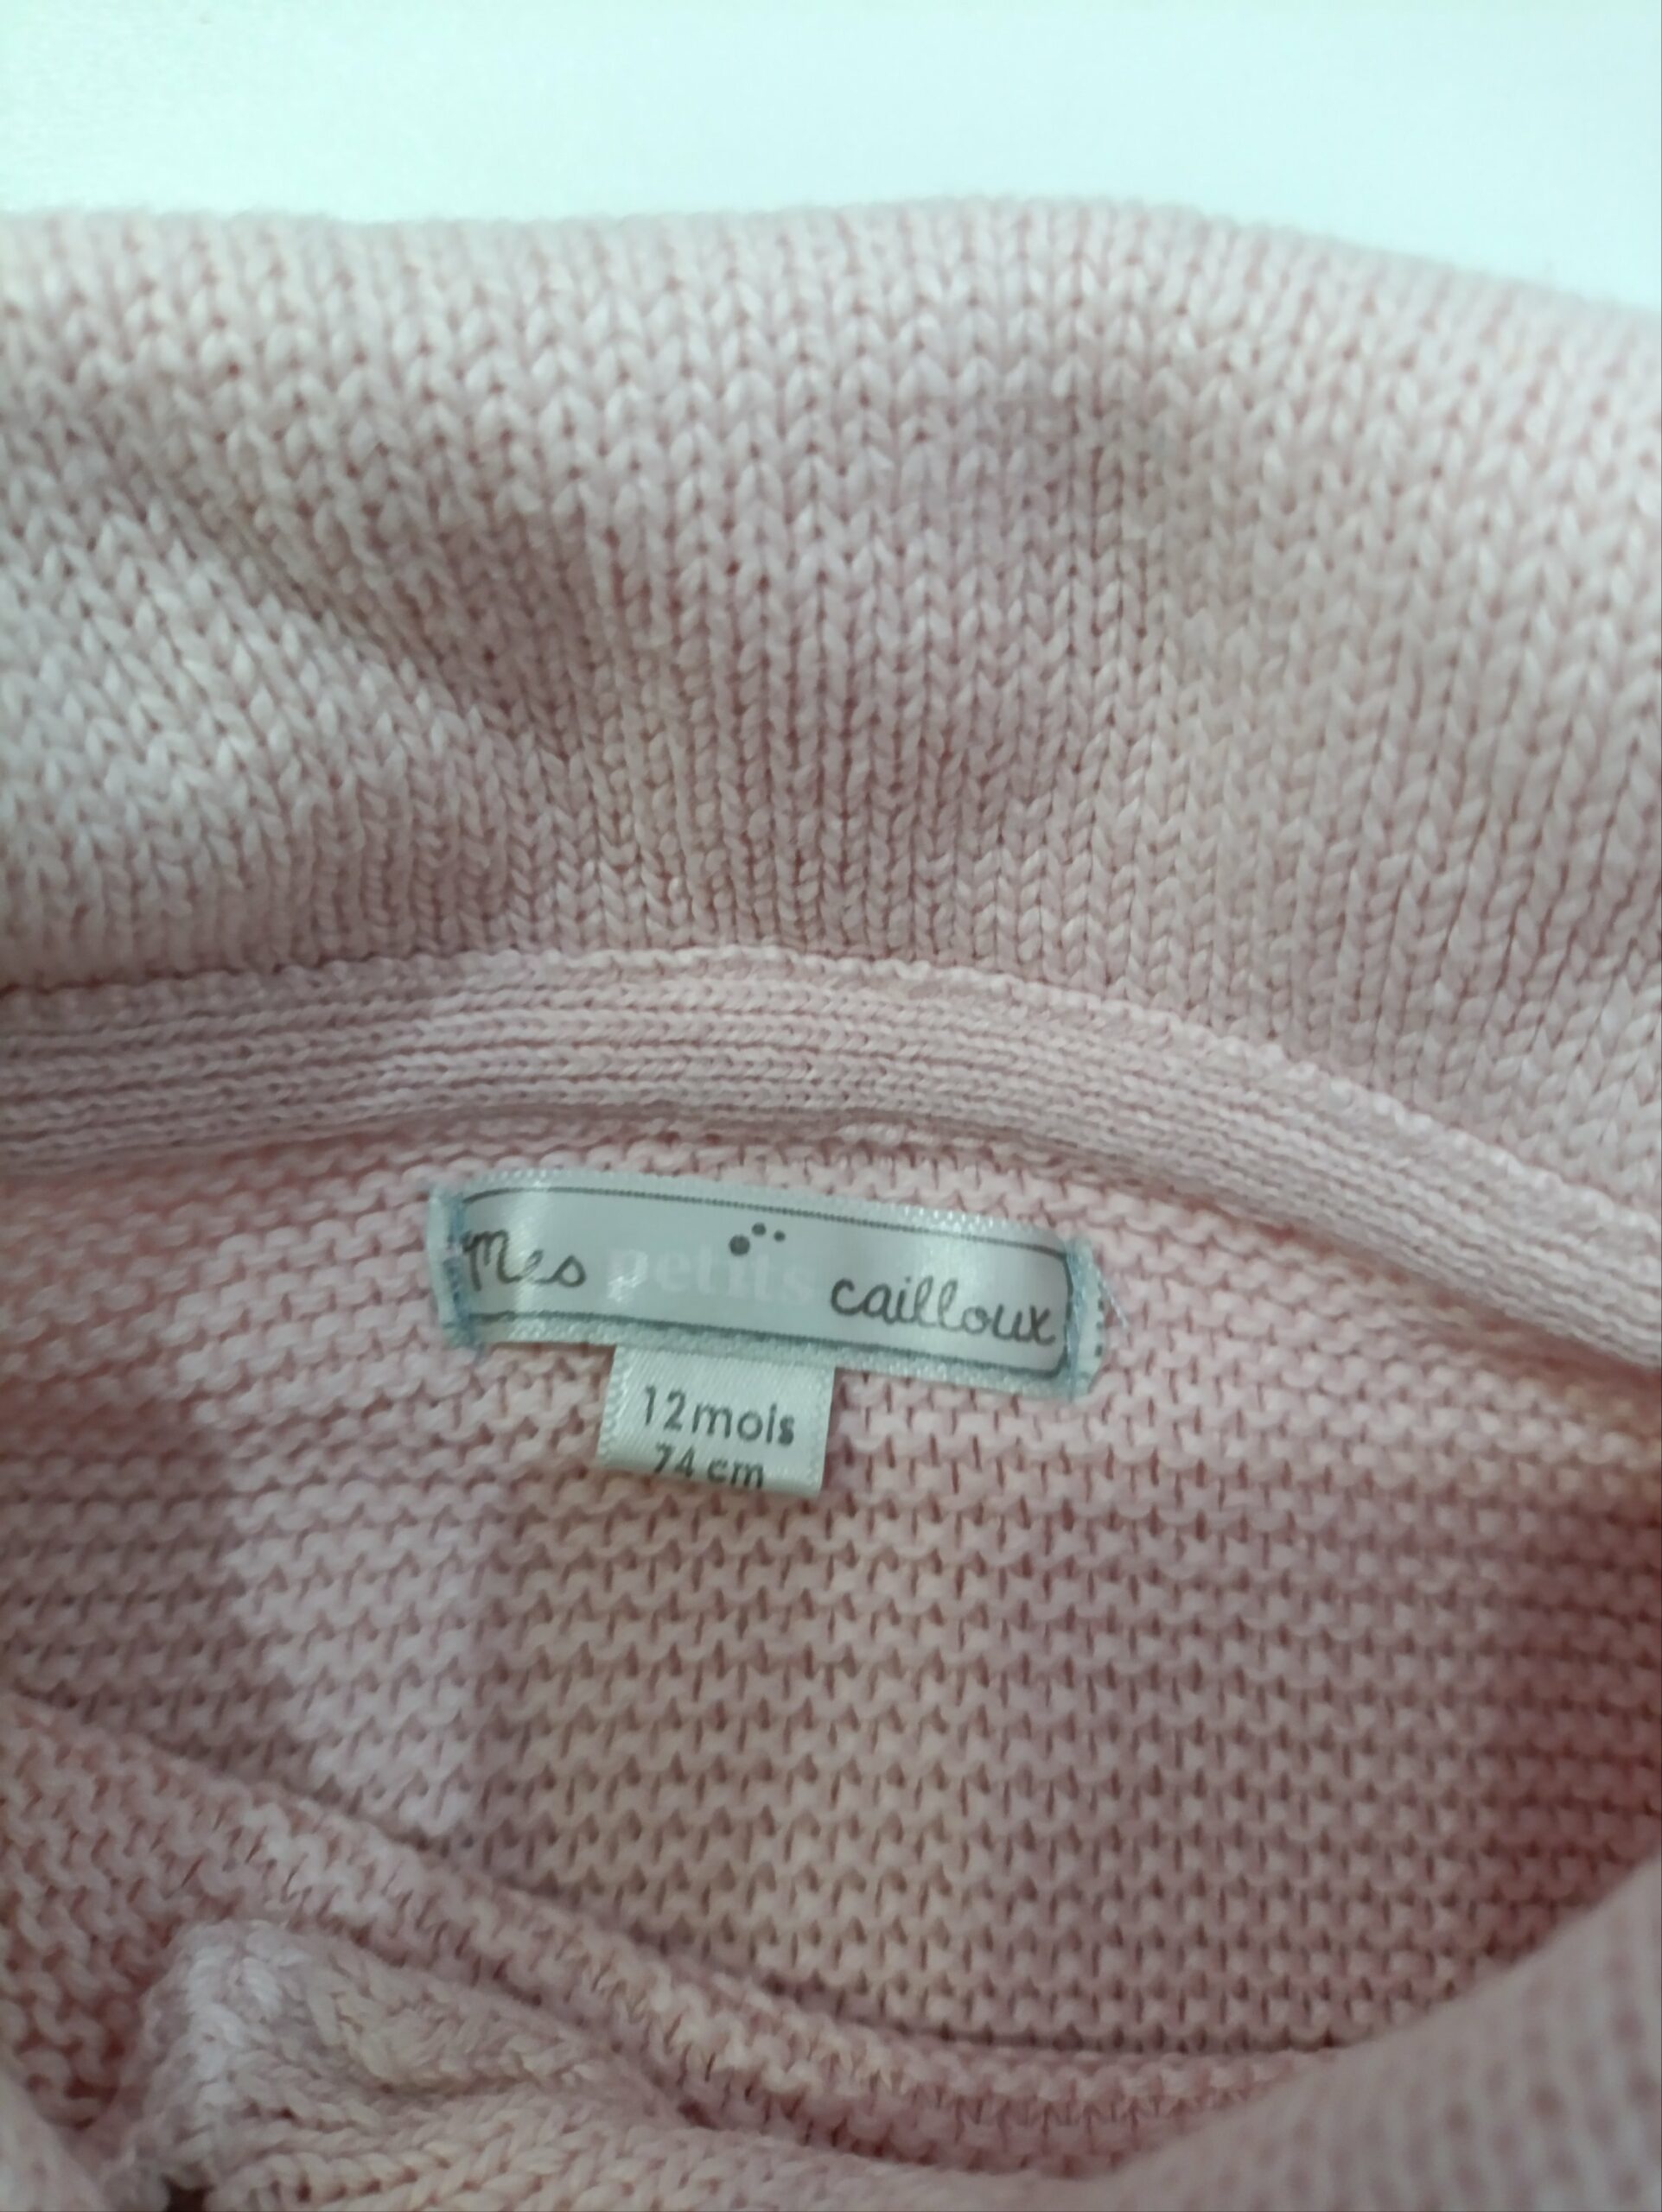 Mes petits cailloux
12mois
74 cm